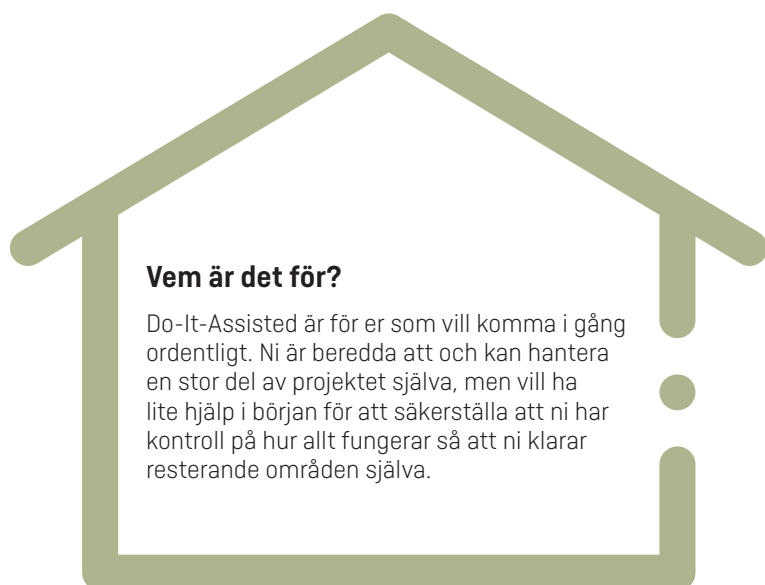 Vem är det för?
Do-It-Assisted är för er som vill komma i gång
ordentligt. Ni är beredda att och kan hantera
en stor del av projektet själva, men vill ha
lite hjälp i början för att säkerställa att ni har
kontroll på hur allt fungerar så att ni klarar
resterande områden själva.